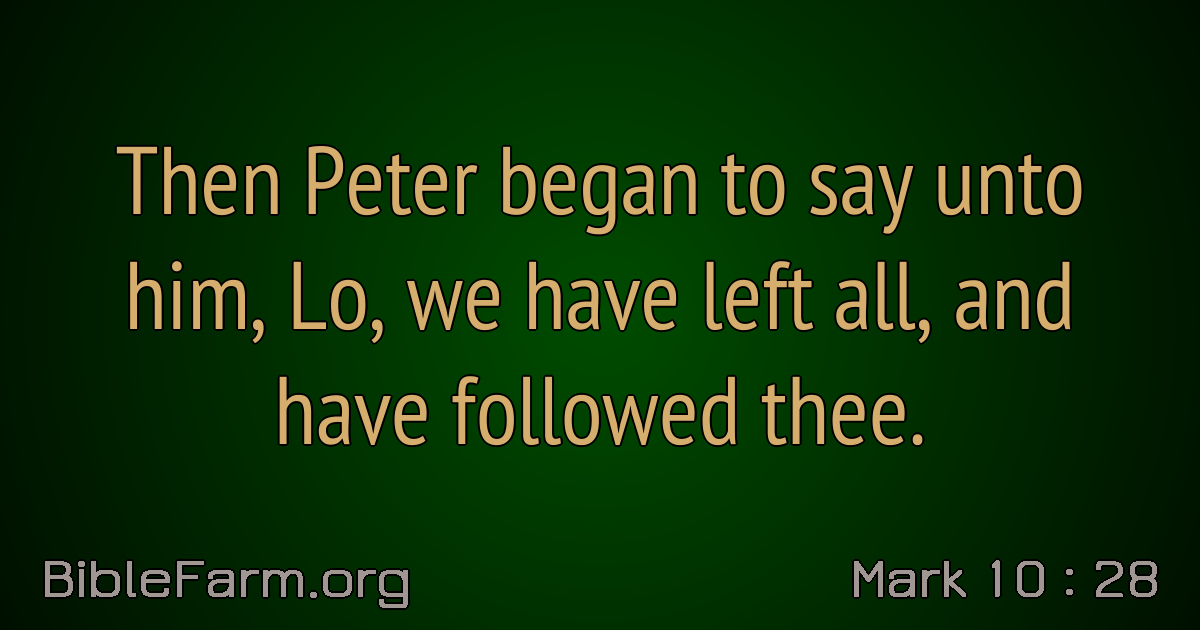 Then Peter began to say unto
him, Lo, we have left all, and
have followed thee.
BibleFarm.org
Mark 10 : 28